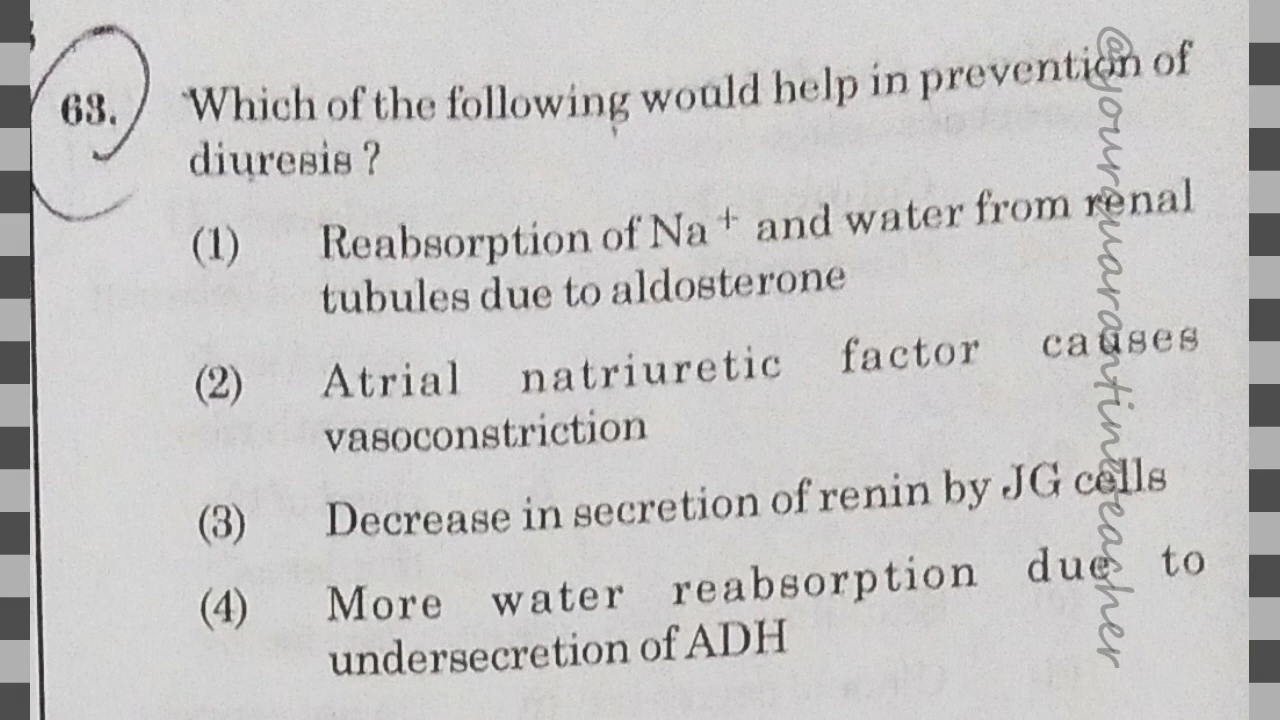 63. Which of the following would help in prevention of
diuresis ?
(1) Reabsorption of Na + and water from renal
tubules due to aldosterone
(2) Atrial natriuretic factor causes
vasoconstriction
(3) Decrease in secretion of renin by JG cells
(4) More water reabsorption due to
undersecretion of ADH
@yourquarantineteacher